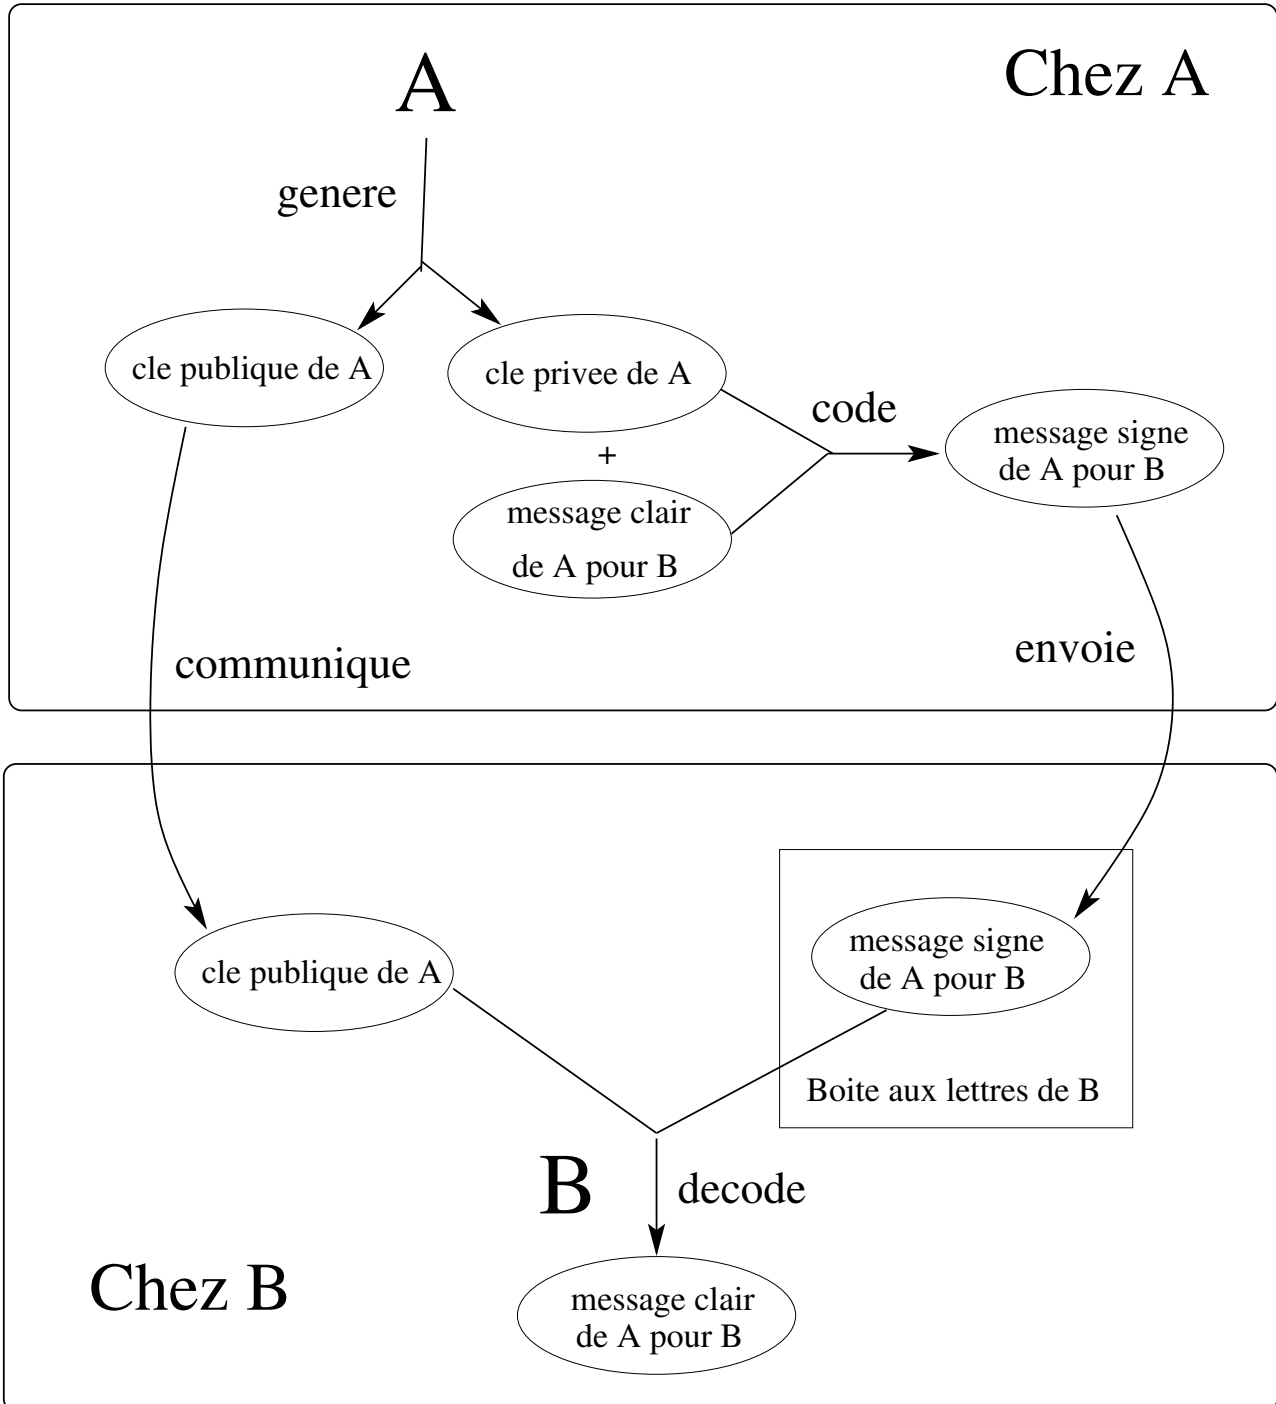 A
Chez A
genere
cle publique de A
cle privee de A
code
message signe
de A pour B
+
message clair
de A pour B
communique
envoie
cle publique de A
message signe
de A pour B
Boite aux lettres de B
B
decode
Chez B
message clair
de A pour B